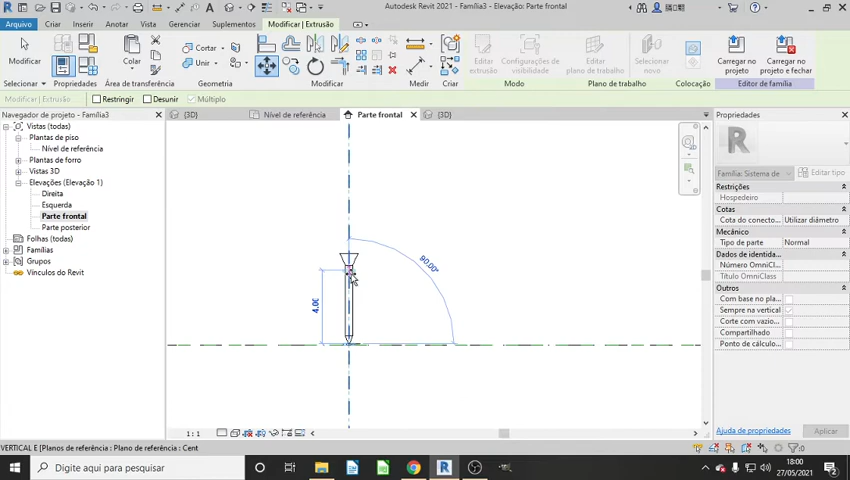 Autodesk Revit 2021.1.2 - Família3 - Elevação: Parte frontal
Arquivo Criar Inserir Anotar Vista Gerenciar Suplementos Modificar | Extrusão
Modificar
Colar
Cortar
Unir
Editar extrusão
Configurações de visibilidade
Editar plano de trabalho
Selecionar novo
Carregar no projeto
Carregar no projeto e fechar
Selecionar Propriedades Área de transferência Geometria Modificar Medir Criar Modo Plano de trabalho Colocação Editor de família
Modificar | Extrusão Restringir Desunir Múltiplo
Navegador de projeto - Família3
{3D} Nível de referência Parte frontal {3D}
Propriedades
Vistas (todas)
Plantas de piso
Nível de referência
Plantas de forro
Vistas 3D
Elevações (Elevação 1)
Direita
Esquerda
Parte frontal
Parte posterior
Folhas (todas)
Famílias
Grupos
Vínculos do Revit
90.00°
4.00
Família: Sistema de Editar tipo
Restrições
Hospedeiro
Cotas
Cota do conecto... Utilizar diâmetro
Mecânico
Tipo de parte Normal
Dados de identida...
Número OmniClass
Título OmniClass
Outros
Com base no pla...
Sempre na vertical
Corte com vazio...
Compartilhado
Ponto de cálculo...
Ajuda de propriedades Aplicar
1 : 1
VERTICAL E [Planos de referência : Plano de referência : Cent
:0
Digite aqui para pesquisar
18:00
27/05/2021